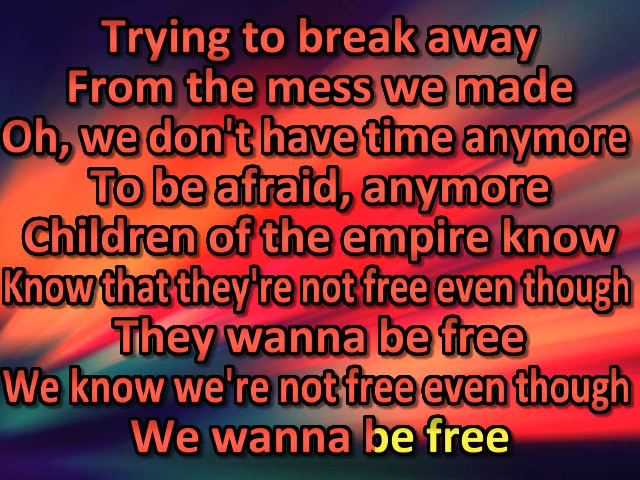 Trying to break away
From the mess we made
Oh, we don't have time anymore
To be afraid, anymore
Children of the empire know
Know that they're not free even though
They wanna be free
We know we're not free even though
We wanna be free